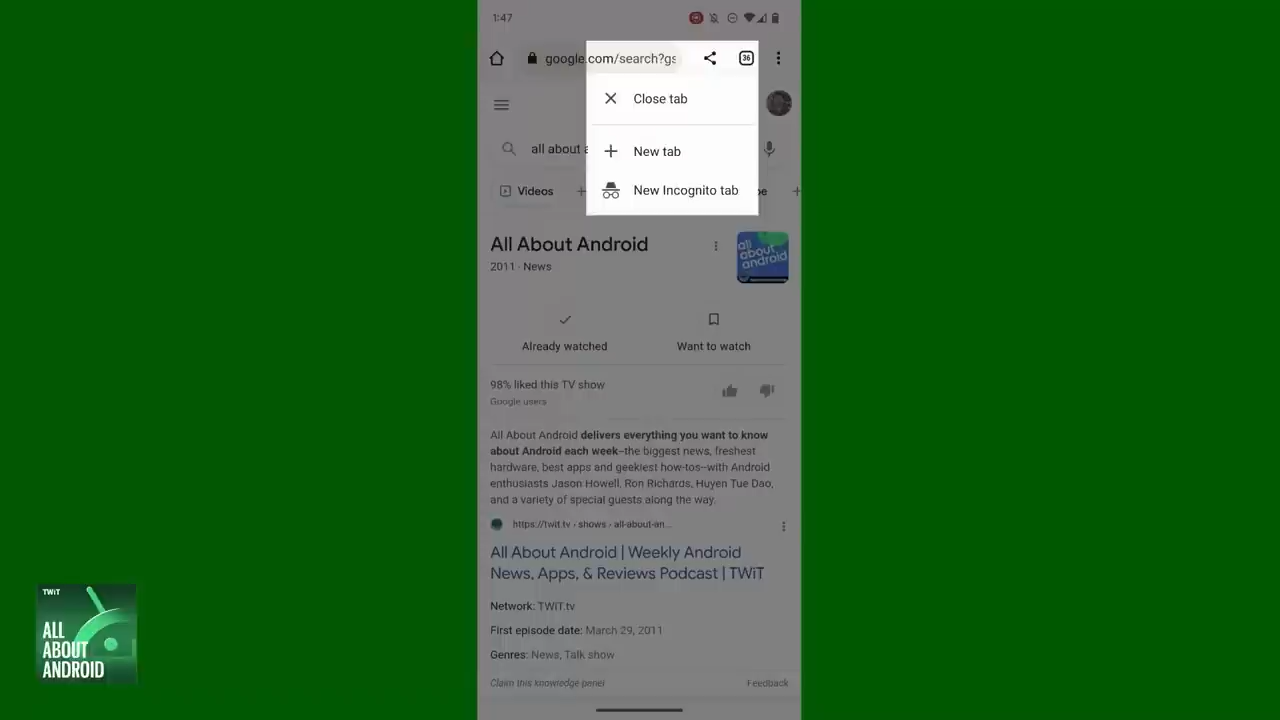 1:47
google.com/search?gs
36
Close tab
all about a
New tab
Videos
New Incognito tab
be
All About Android
2011 · News
all
about
android
Already watched
Want to watch
98% liked this TV show
Google users
All About Android delivers everything you want to know
about Android each week–the biggest news, freshest
hardware, best apps and geekiest how-tos–with Android
enthusiasts Jason Howell, Ron Richards, Huyen Tue Dao,
and a variety of special guests along the way.
https://twit.tv › shows › all-about-an...
All About Android | Weekly Android
News, Apps, & Reviews Podcast | TWiT
Network: TWiT.tv
First episode date: March 29, 2011
Genres: News, Talk show
Claim this knowledge panel
Feedback
TWiT
ALL
ABOUT
ANDROID